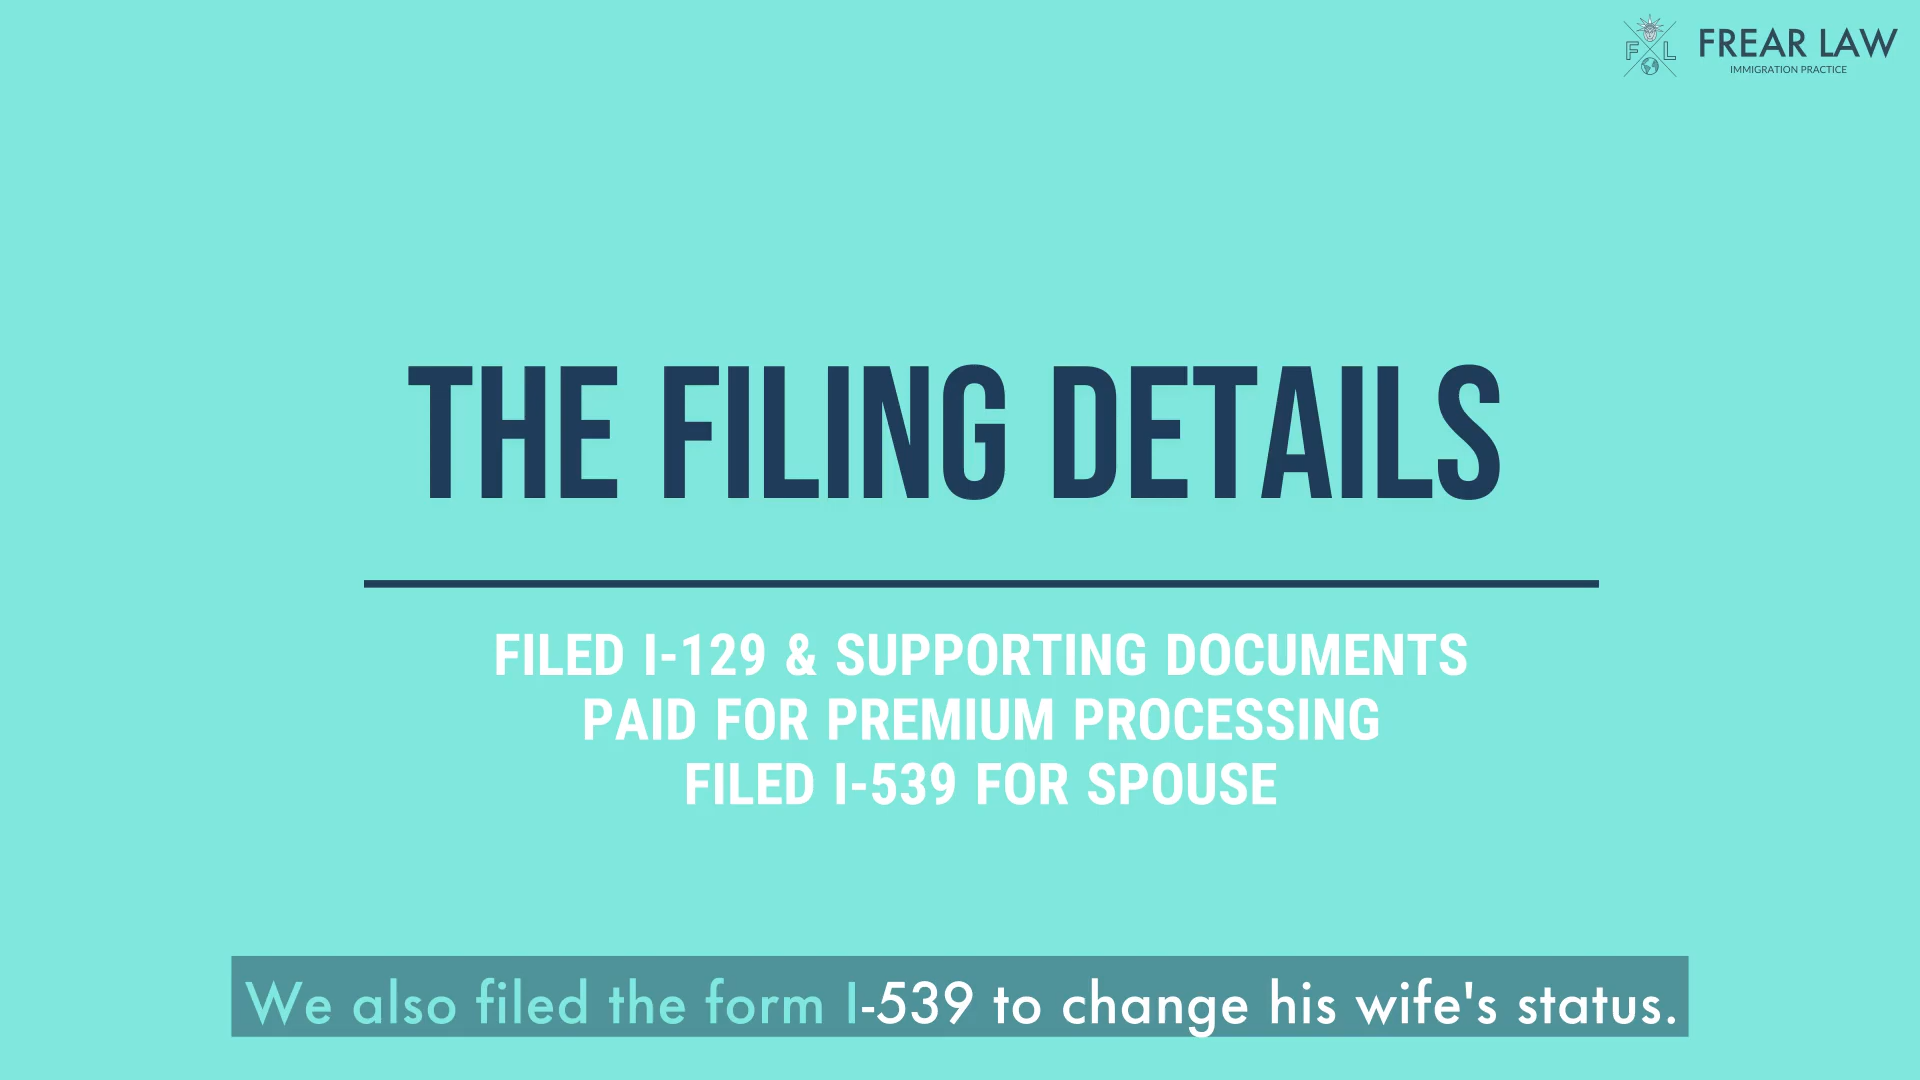 F L
FREAR LAW
IMMIGRATION PRACTICE
THE FILING DETAILS
FILED I-129 & SUPPORTING DOCUMENTS
PAID FOR PREMIUM PROCESSING
FILED I-539 FOR SPOUSE
We also filed the form I-539 to change his wife's status.